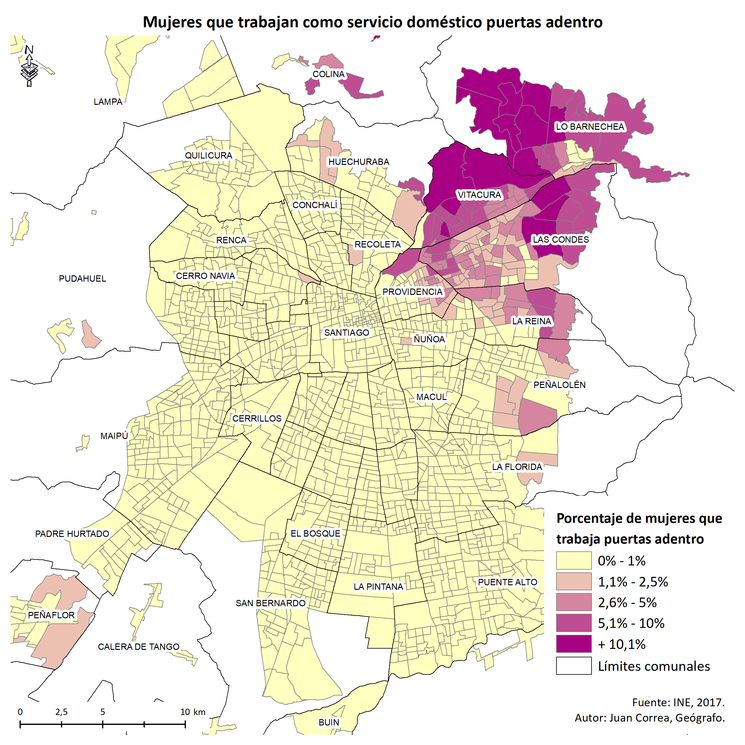 Mujeres que trabajan como servicio doméstico puertas adentro
N
COLINA
LAMPA
LO BARNECHEA
QUILICURA
HUECHURABA
VITACURA
CONCHALÍ
RENCA
RECOLETA
LAS CONDES
CERRO NAVIA
PUDAHUEL
PROVIDENCIA
LA REINA
SANTIAGO
ÑUÑOA
PEÑALOLÉN
MACUL
CERRILLOS
MAIPÚ
LA FLORIDA
PADRE HURTADO
EL BOSQUE
LA PINTANA
PUENTE ALTO
SAN BERNARDO
PEÑAFLOR
CALERA DE TANGO
BUIN
Porcentaje de mujeres que
trabaja puertas adentro
0% - 1%
1,1% - 2,5%
2,6% - 5%
5,1% - 10%
+ 10,1%
Límites comunales
0 2,5 5 10 km
Fuente: INE, 2017.
Autor: Juan Correa, Geógrafo.